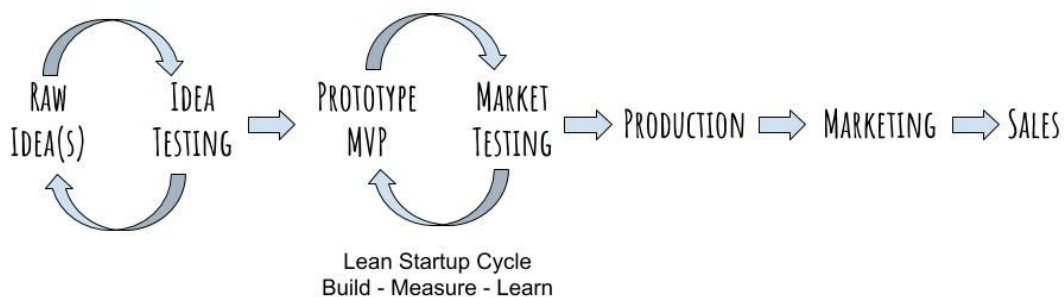 RAW
IDEA(S)
IDEA
TESTING
PROTOTYPE
MVP
MARKET
TESTING
PRODUCTION
MARKETING
SALES
Lean Startup Cycle
Build - Measure - Learn